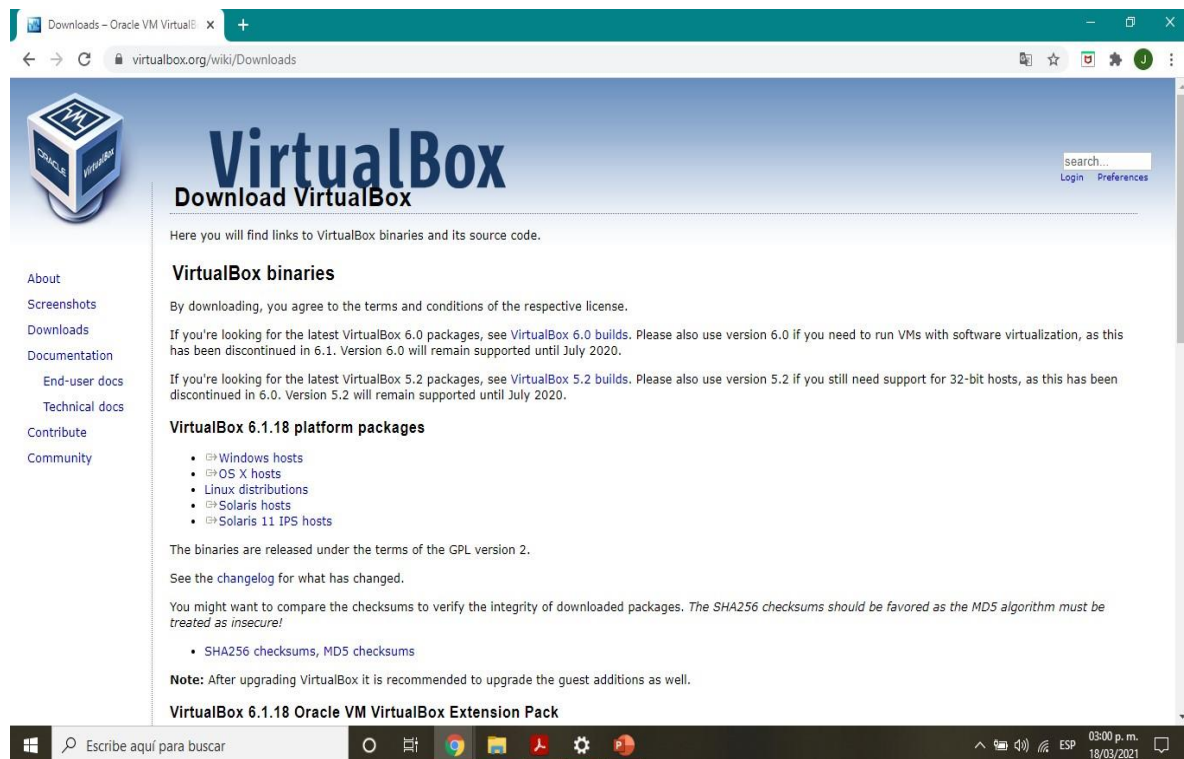 Downloads – Oracle VM VirtualB
virtualbox.org/wiki/Downloads
J
ORACLE
VM
VirtualBox
VirtualBox
search...
Login Preferences
Download VirtualBox
Here you will find links to VirtualBox binaries and its source code.
About
Screenshots
Downloads
Documentation
End-user docs
Technical docs
Contribute
Community
VirtualBox binaries
By downloading, you agree to the terms and conditions of the respective license.
If you're looking for the latest VirtualBox 6.0 packages, see VirtualBox 6.0 builds. Please also use version 6.0 if you need to run VMs with software virtualization, as this
has been discontinued in 6.1. Version 6.0 will remain supported until July 2020.
If you're looking for the latest VirtualBox 5.2 packages, see VirtualBox 5.2 builds. Please also use version 5.2 if you still need support for 32-bit hosts, as this has been
discontinued in 6.0. Version 5.2 will remain supported until July 2020.
VirtualBox 6.1.18 platform packages
• Windows hosts
• OS X hosts
• Linux distributions
• Solaris hosts
• Solaris 11 IPS hosts
The binaries are released under the terms of the GPL version 2.
See the changelog for what has changed.
You might want to compare the checksums to verify the integrity of downloaded packages. The SHA256 checksums should be favored as the MD5 algorithm must be
treated as insecure!
• SHA256 checksums, MD5 checksums
Note: After upgrading VirtualBox it is recommended to upgrade the guest additions as well.
VirtualBox 6.1.18 Oracle VM VirtualBox Extension Pack
Escribe aquí para buscar
ESP
03:00 p. m.
18/03/2021